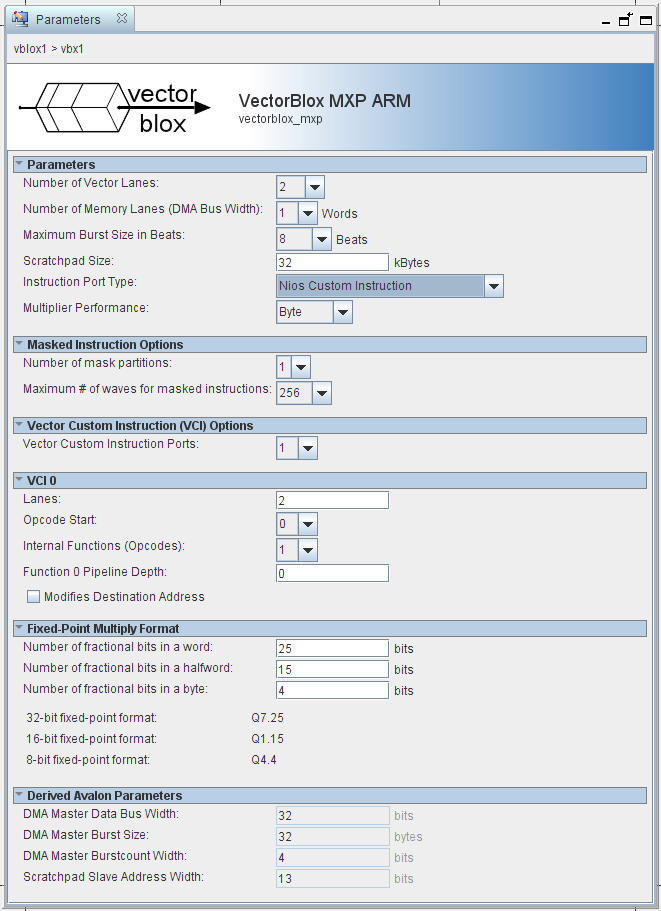 Parameters
vblox1 > vbx1
vector
blox
VectorBlox MXP ARM
vectorblox_mxp
Parameters
Number of Vector Lanes: 2
Number of Memory Lanes (DMA Bus Width): 1 Words
Maximum Burst Size in Beats: 8 Beats
Scratchpad Size: 32 kBytes
Instruction Port Type: Nios Custom Instruction
Multiplier Performance: Byte
Masked Instruction Options
Number of mask partitions: 1
Maximum # of waves for masked instructions: 256
Vector Custom Instruction (VCI) Options
Vector Custom Instruction Ports: 1
VCI 0
Lanes: 2
Opcode Start: 0
Internal Functions (Opcodes): 1
Function 0 Pipeline Depth: 0
Modifies Destination Address
Fixed-Point Multiply Format
Number of fractional bits in a word: 25 bits
Number of fractional bits in a halfword: 15 bits
Number of fractional bits in a byte: 4 bits
32-bit fixed-point format: Q7.25
16-bit fixed-point format: Q1.15
8-bit fixed-point format: Q4.4
Derived Avalon Parameters
DMA Master Data Bus Width: 32 bits
DMA Master Burst Size: 32 bytes
DMA Master Burstcount Width: 4 bits
Scratchpad Slave Address Width: 13 bits